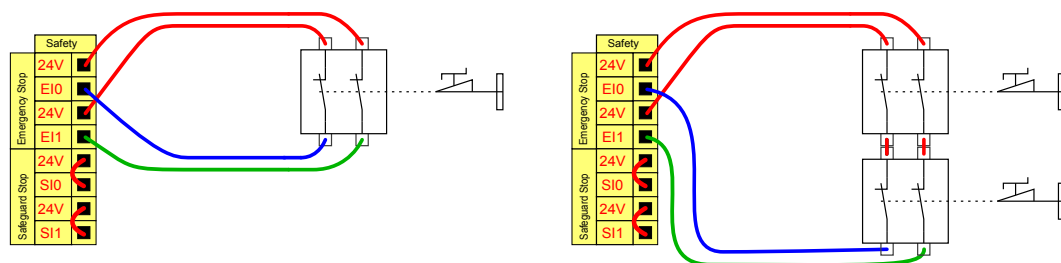 Safety
Emergency Stop
24V
EI0
24V
EI1
Safeguard Stop
24V
SI0
24V
SI1
Safety
Emergency Stop
24V
EI0
24V
EI1
Safeguard Stop
24V
SI0
24V
SI1